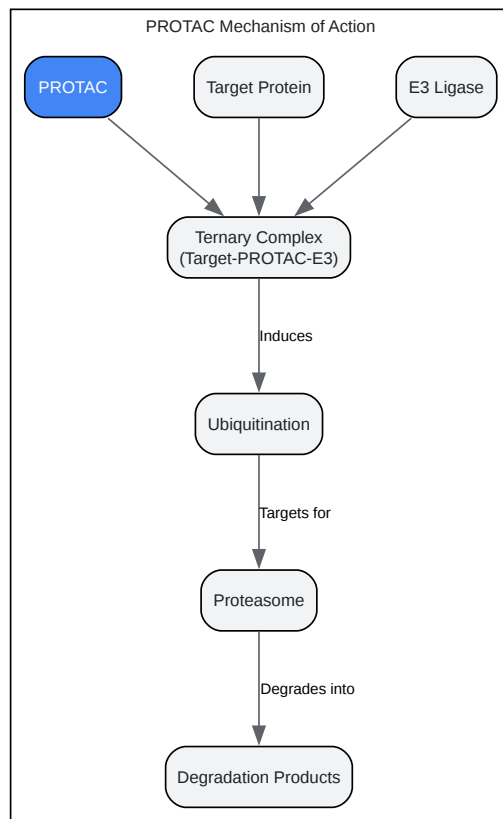 PROTAC Mechanism of Action
PROTAC
Target Protein
E3 Ligase
Ternary Complex
(Target-PROTAC-E3)
Induces
Ubiquitination
Targets for
Proteasome
Degrades into
Degradation Products